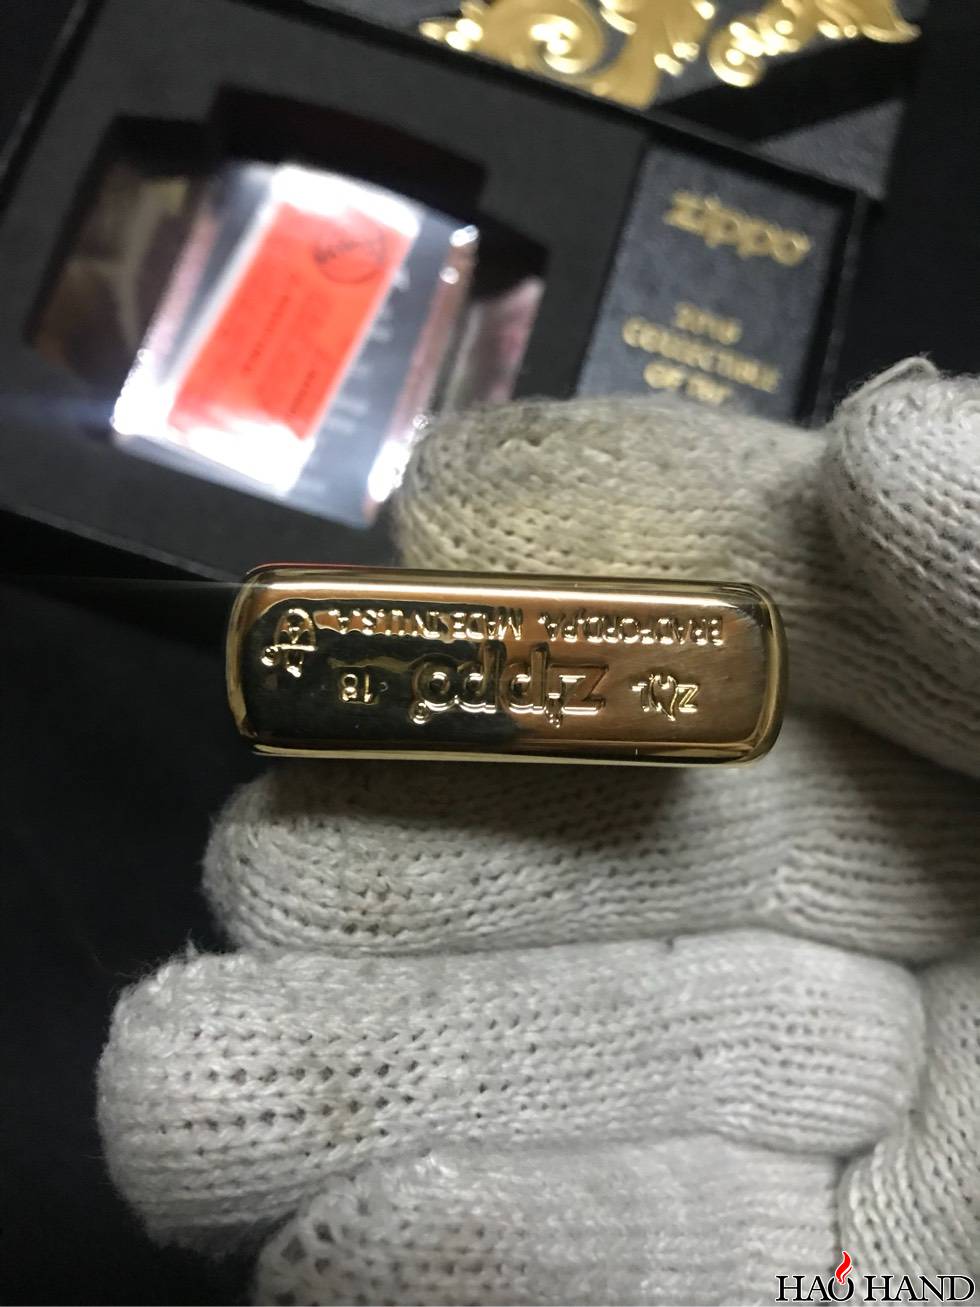 zippo
2018
COLLECTIBLE
OF THE
Z L zippo 18
BRADFORD,PA. MADE IN U.S.A.
HAO HAND